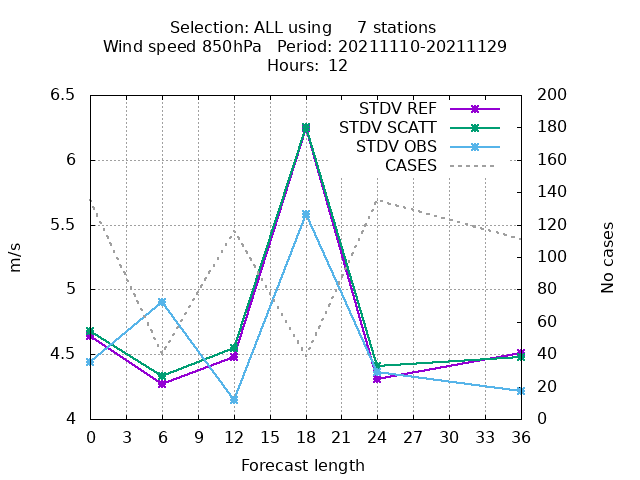 Selection: ALL using 7 stations
Wind speed 850hPa Period: 20211110-20211129
Hours: 12
STDV REF
STDV SCATT
STDV OBS
CASES
6.5
6
5.5
5
4.5
4
200
180
160
140
120
100
80
60
40
20
0
m/s
No cases
0 3 6 9 12 15 18 21 24 27 30 33 36
Forecast length